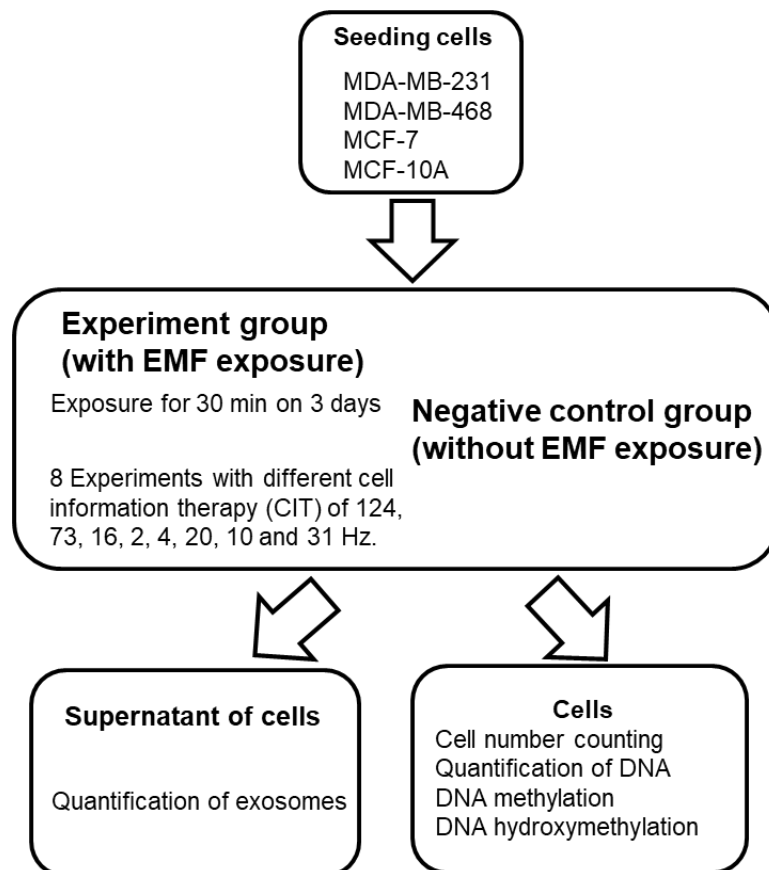 Seeding cells
MDA-MB-231
MDA-MB-468
MCF-7
MCF-10A
Experiment group
(with EMF exposure)
Exposure for 30 min on 3 days
8 Experiments with different cell
information therapy (CIT) of 124,
73, 16, 2, 4, 20, 10 and 31 Hz.
Negative control group
(without EMF exposure)
Supernatant of cells
Quantification of exosomes
Cells
Cell number counting
Quantification of DNA
DNA methylation
DNA hydroxymethylation